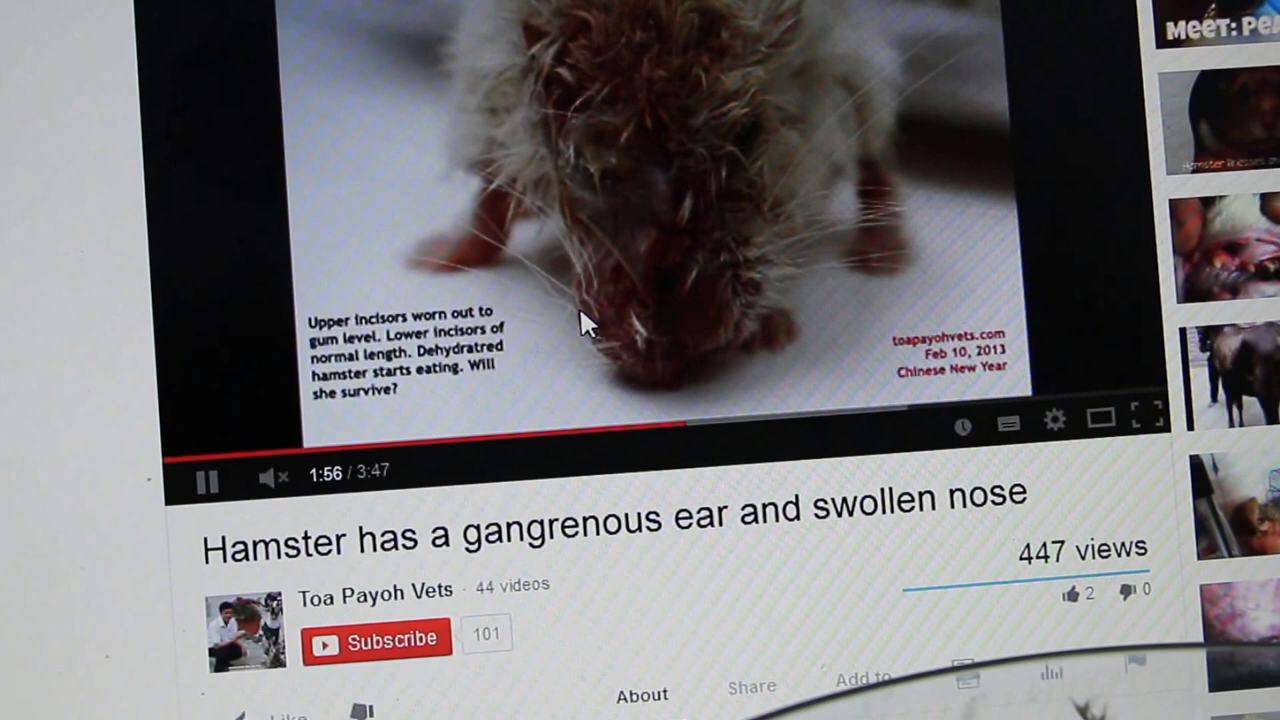 MEET: PE
Upper incisors worn out to
gum level. Lower incisors of
normal length. Dehydratred
hamster starts eating. Will
she survive?
toapayohvets.com
Feb 10, 2013
Chinese New Year
Hamster
1:56 / 3:47
Hamster has a gangrenous ear and swollen nose
447 views
Toa Payoh Vets · 44 videos
2 0
Subscribe 101
About Share Add to
Like